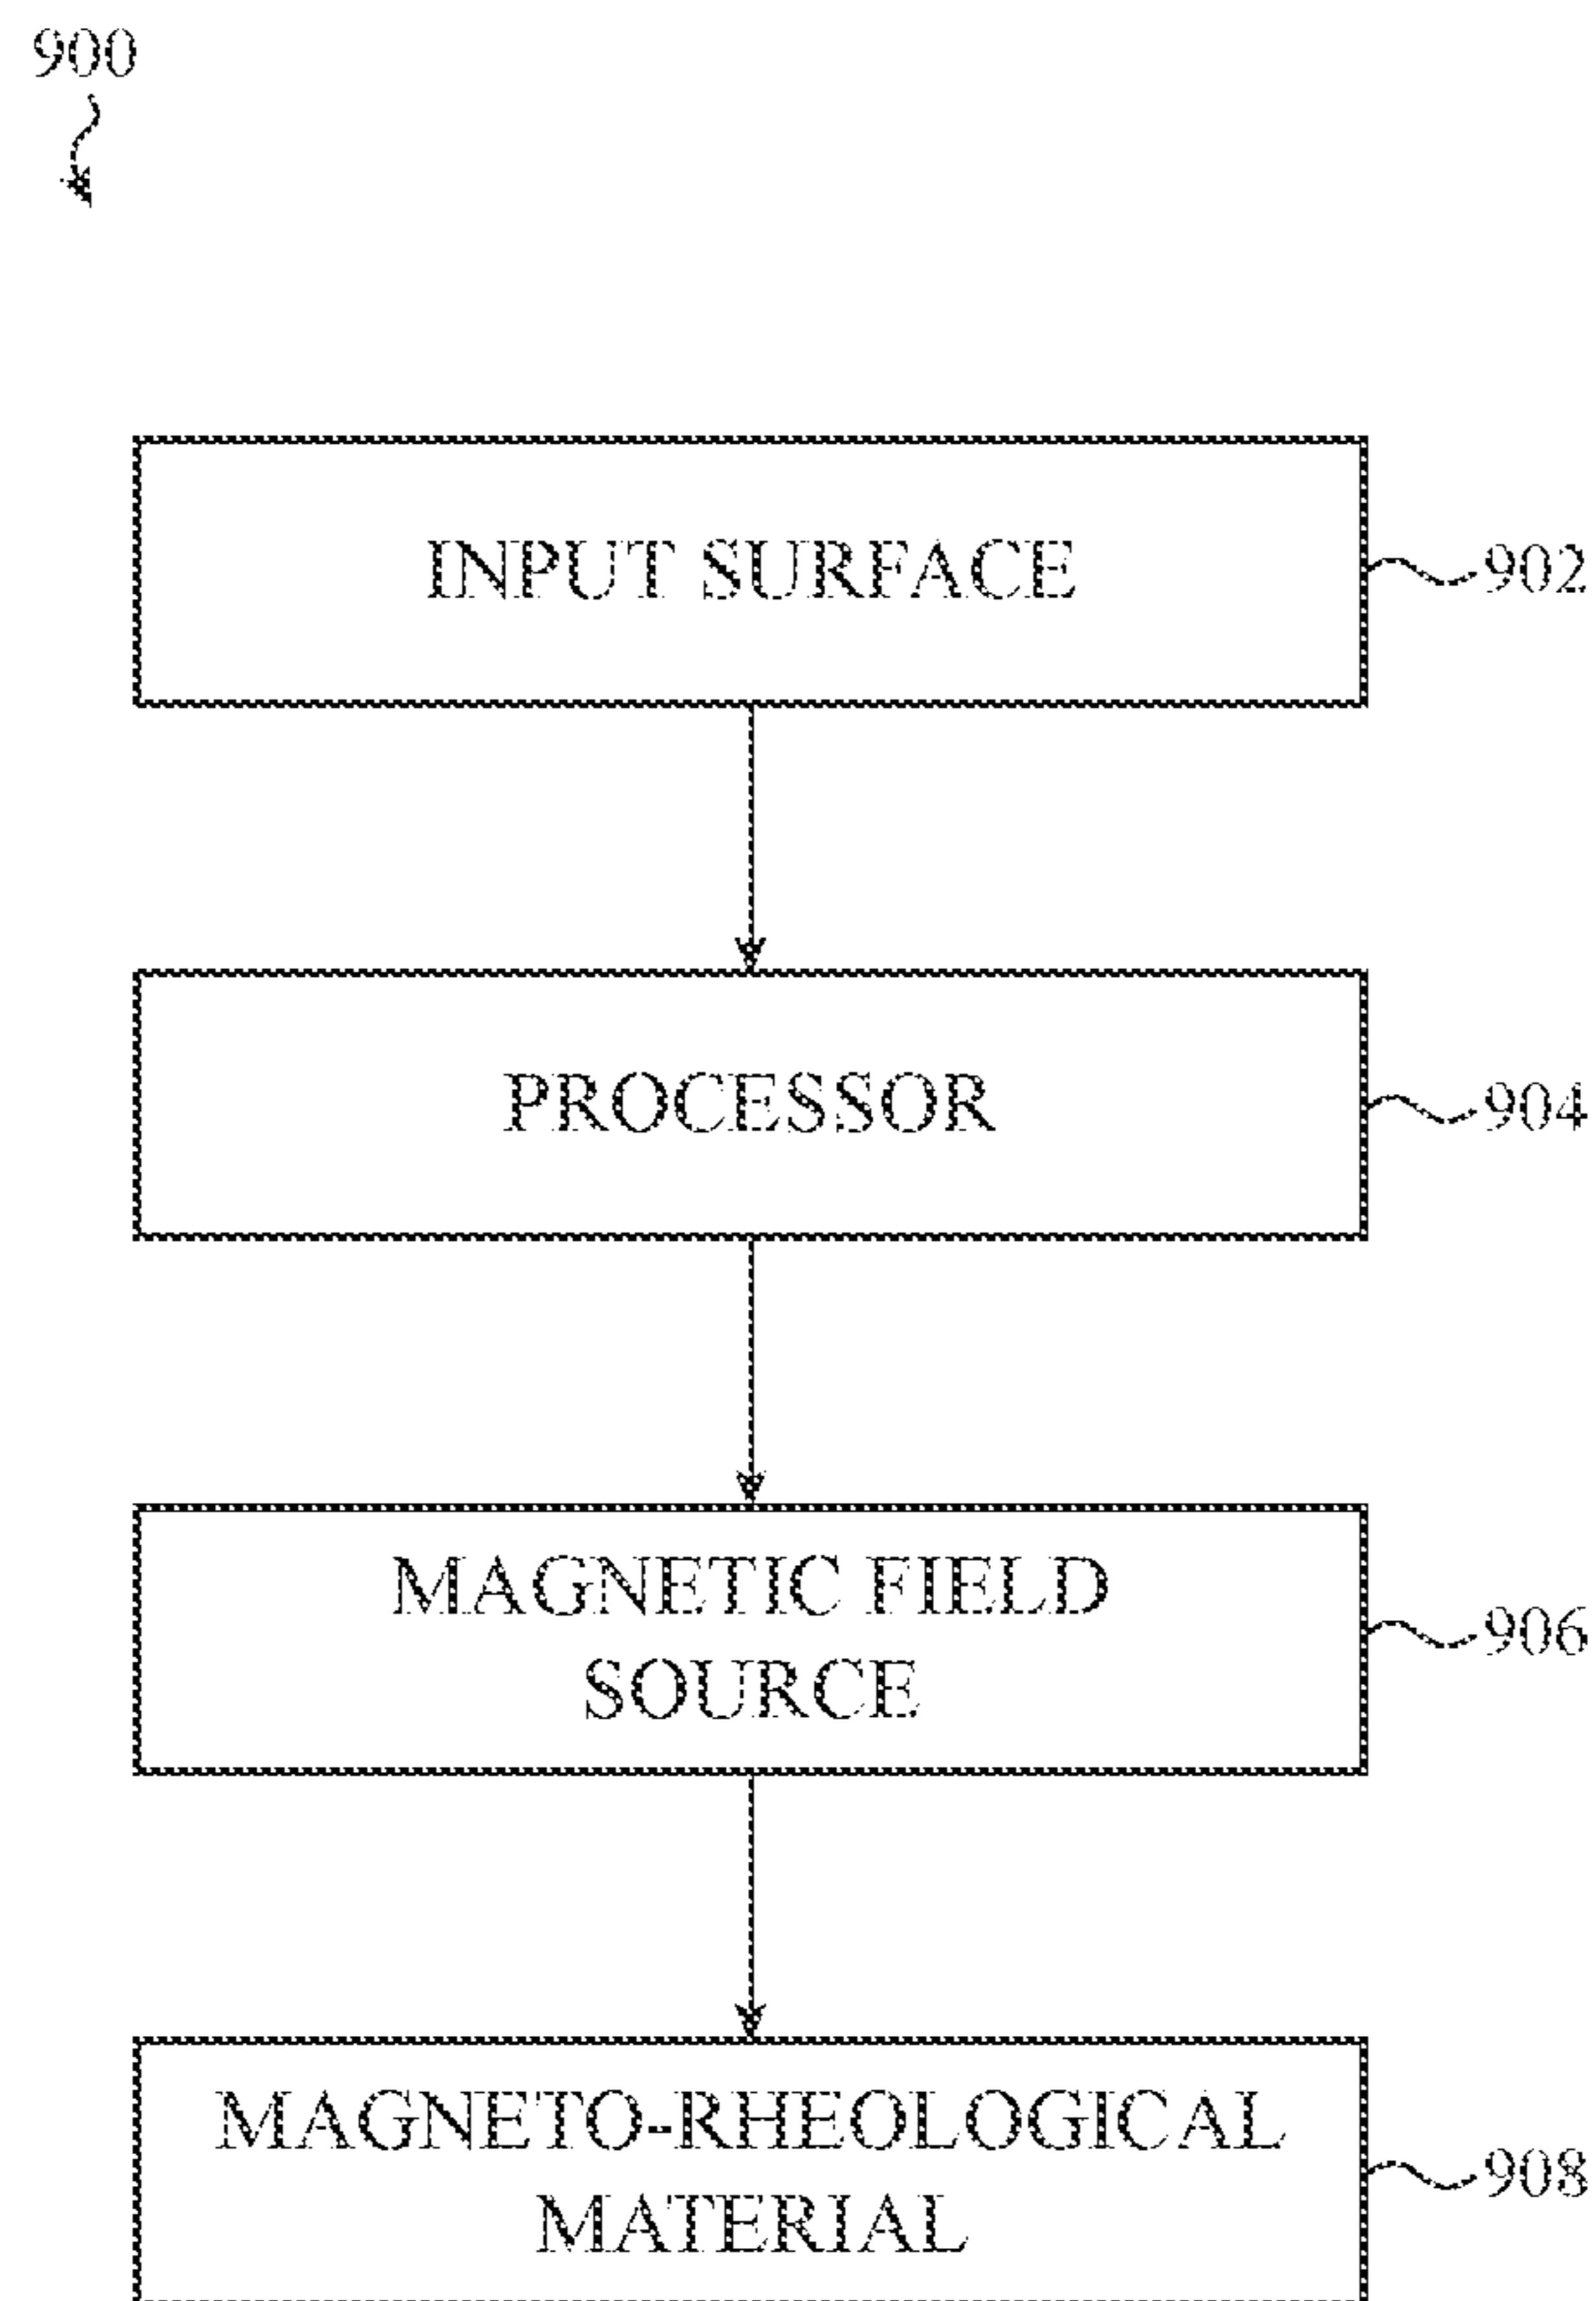 900
INPUT SURFACE
902
PROCESSOR
904
MAGNETIC FIELD
SOURCE
906
MAGNETO-RHEOLOGICAL
MATERIAL
908